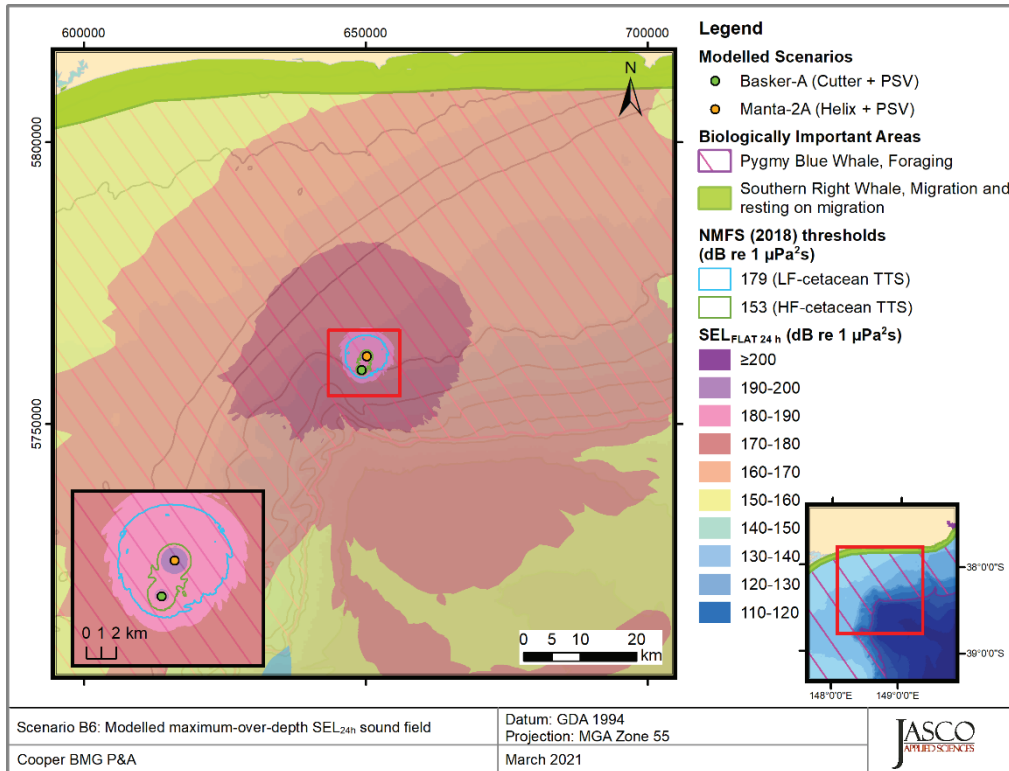 600000
650000
700000
5800000
5750000
N
0 1 2 km
0 5 10 20
km
Legend
Modelled Scenarios
Basker-A (Cutter + PSV)
Manta-2A (Helix + PSV)
Biologically Important Areas
Pygmy Blue Whale, Foraging
Southern Right Whale, Migration and
resting on migration
NMFS (2018) thresholds
(dB re 1 µPa²s)
179 (LF-cetacean TTS)
153 (HF-cetacean TTS)
SELFLAT 24 h (dB re 1 µPa²s)
≥200
190-200
180-190
170-180
160-170
150-160
140-150
130-140
120-130
110-120
38°0'0"S
39°0'0"S
148°0'0"E
149°0'0"E
Scenario B6: Modelled maximum-over-depth SEL24h sound field
Datum: GDA 1994
Projection: MGA Zone 55
Cooper BMG P&A
March 2021
JASCO
APPLIED SCIENCES